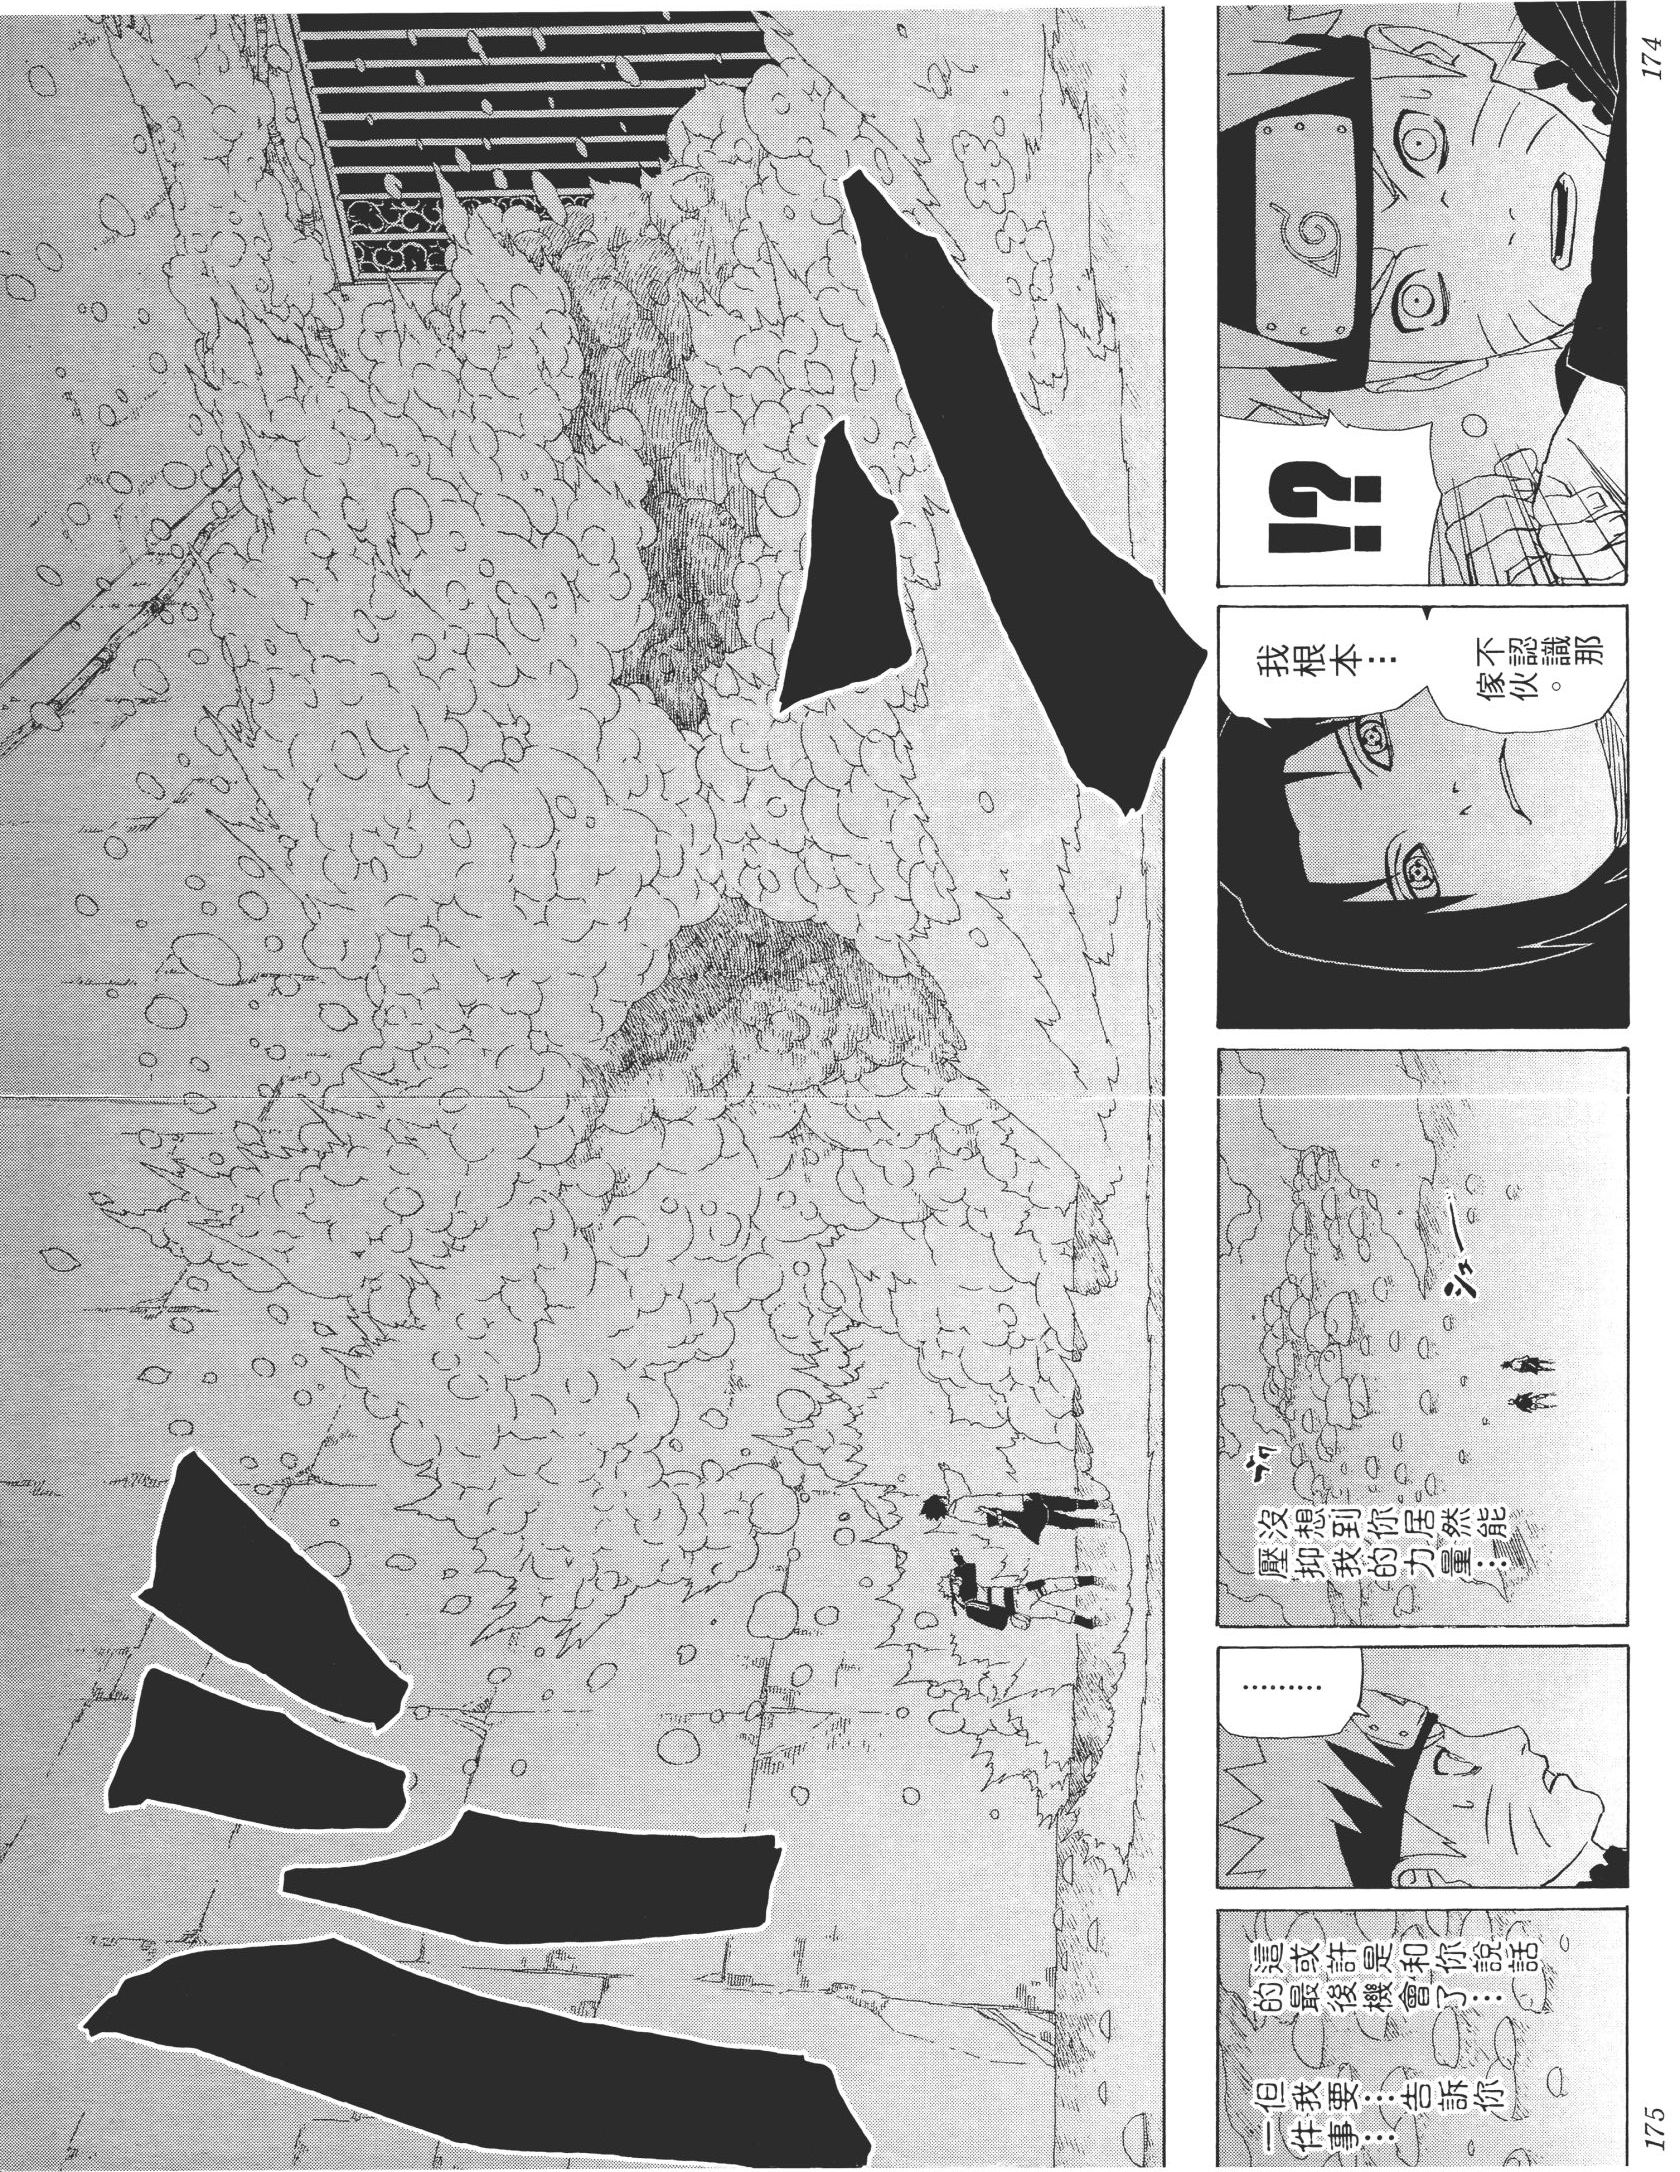 174
!?
我根本…
不認識那
傢伙。
シュー
沒想到你居然能
壓抑我的力量…
………
這或許是和你說話
的最後機會了…
但我要…告訴你
一件事…
175